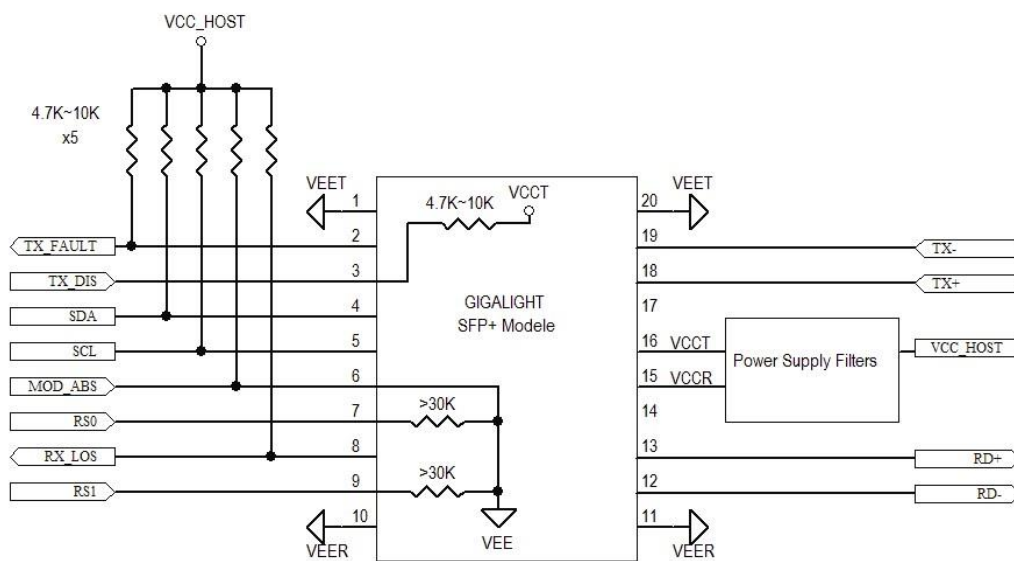 VCC_HOST
4.7K~10K
x5
VEET
1
4.7K~10K
VCCT
20
VEET
TX_FAULT
2
19
TX-
TX_DIS
3
18
TX+
SDA
4
GIGALIGHT
SFP+ Modele
17
SCL
5
16
VCCT
Power Supply Filters
VCC_HOST
MOD_ABS
6
15
VCCR
RS0
7
>30K
14
RX_LOS
8
13
RD+
RS1
9
>30K
12
RD-
VEER
10
VEE
11
VEER